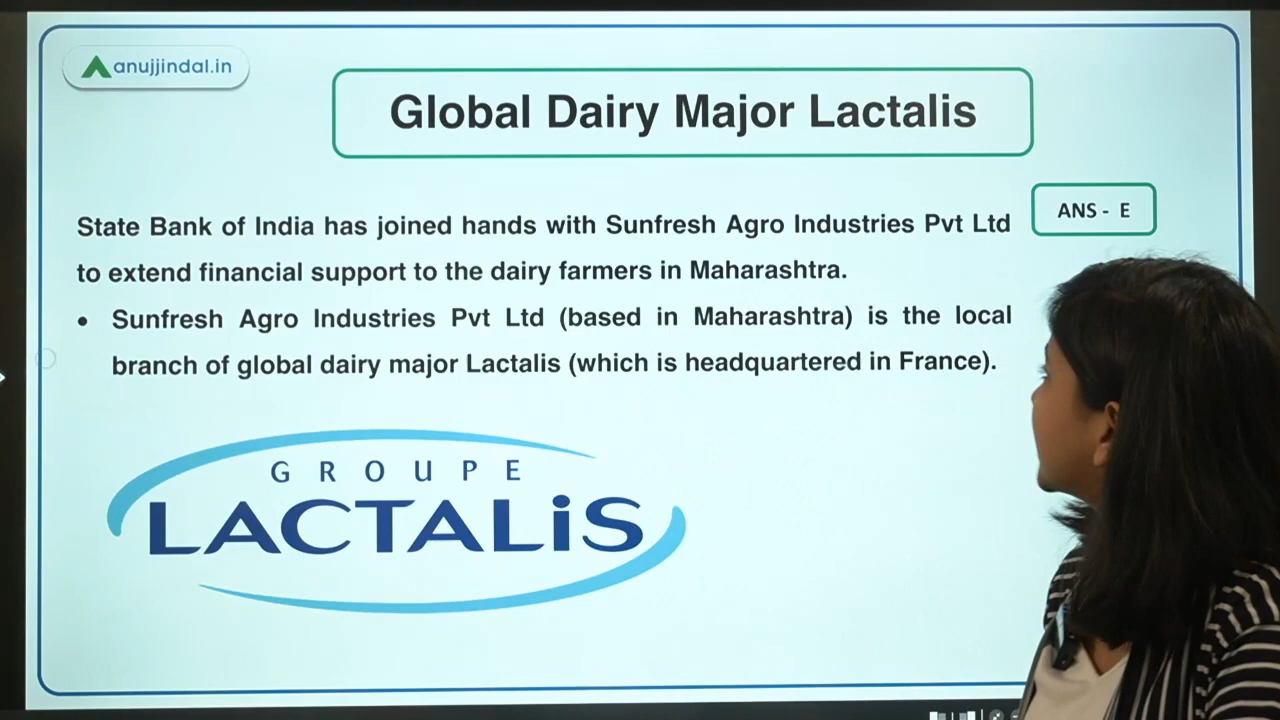 anujjindal.in
Global Dairy Major Lactalis
State Bank of India has joined hands with Sunfresh Agro Industries Pvt Ltd
ANS - E
to extend financial support to the dairy farmers in Maharashtra.
• Sunfresh Agro Industries Pvt Ltd (based in Maharashtra) is the local
branch of global dairy major Lactalis (which is headquartered in France).
GROUPE
LACTALiS